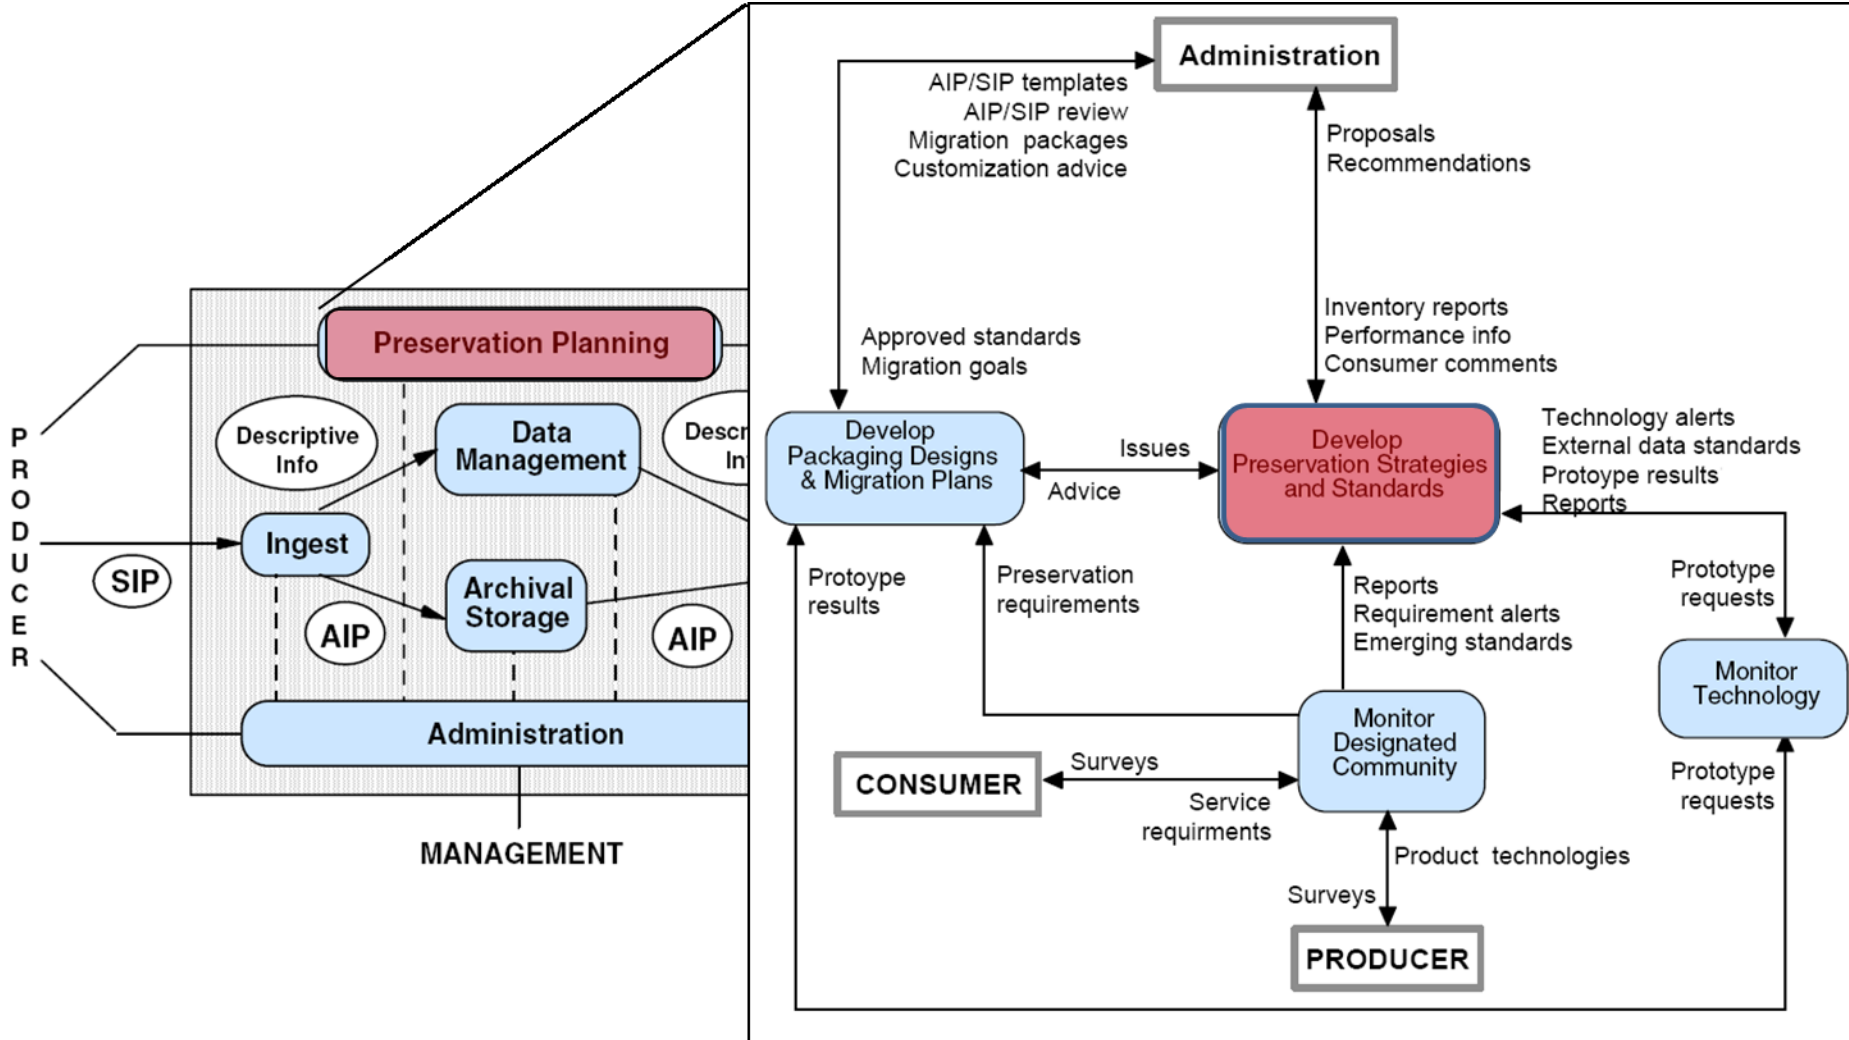 Preservation Planning
Descriptive
Info
Data
Management
Descr
In
P
R
O
D
U
C
E
R
Ingest
SIP
Archival
Storage
AIP
AIP
Administration
MANAGEMENT
Administration
AIP/SIP templates
AIP/SIP review
Migration packages
Customization advice
Proposals
Recommendations
Approved standards
Migration goals
Inventory reports
Performance info
Consumer comments
Develop
Packaging Designs
& Migration Plans
Issues
Advice
Develop
Preservation Strategies
and Standards
Technology alerts
External data standards
Protoype results
Reports
Protoype
results
Preservation
requirements
Reports
Requirement alerts
Emerging standards
Prototype
requests
Monitor
Technology
Monitor
Designated
Community
CONSUMER
Surveys
Service
requirments
Prototype
requests
Product technologies
Surveys
PRODUCER